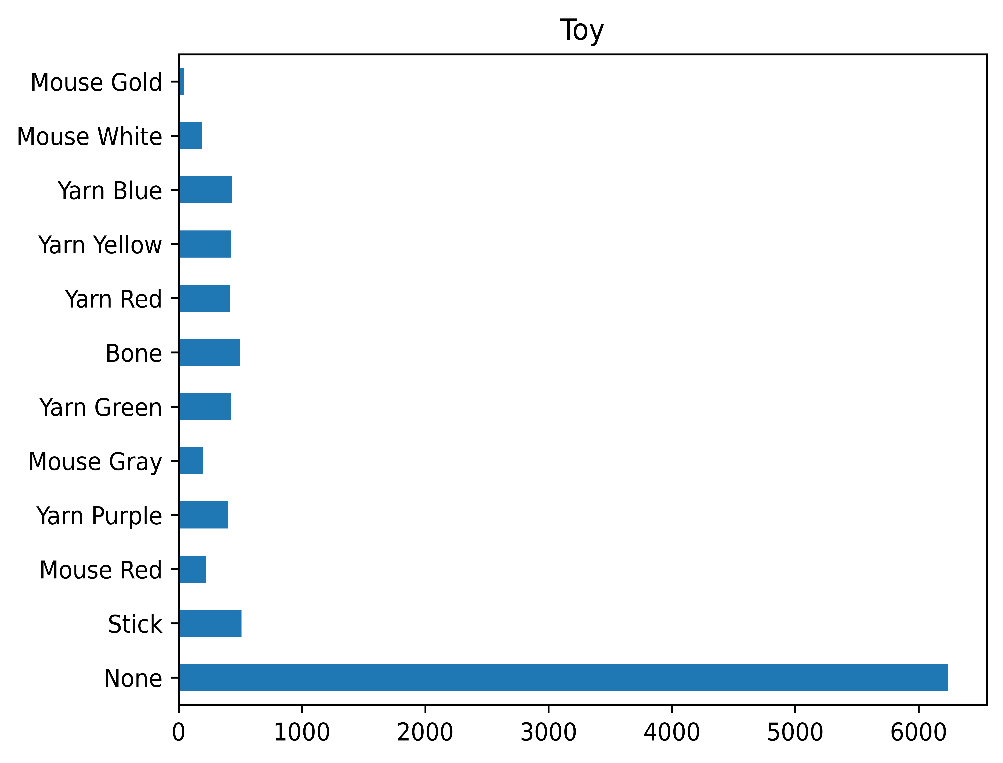 Toy
Mouse Gold
Mouse White
Yarn Blue
Yarn Yellow
Yarn Red
Bone
Yarn Green
Mouse Gray
Yarn Purple
Mouse Red
Stick
None
0 1000 2000 3000 4000 5000 6000